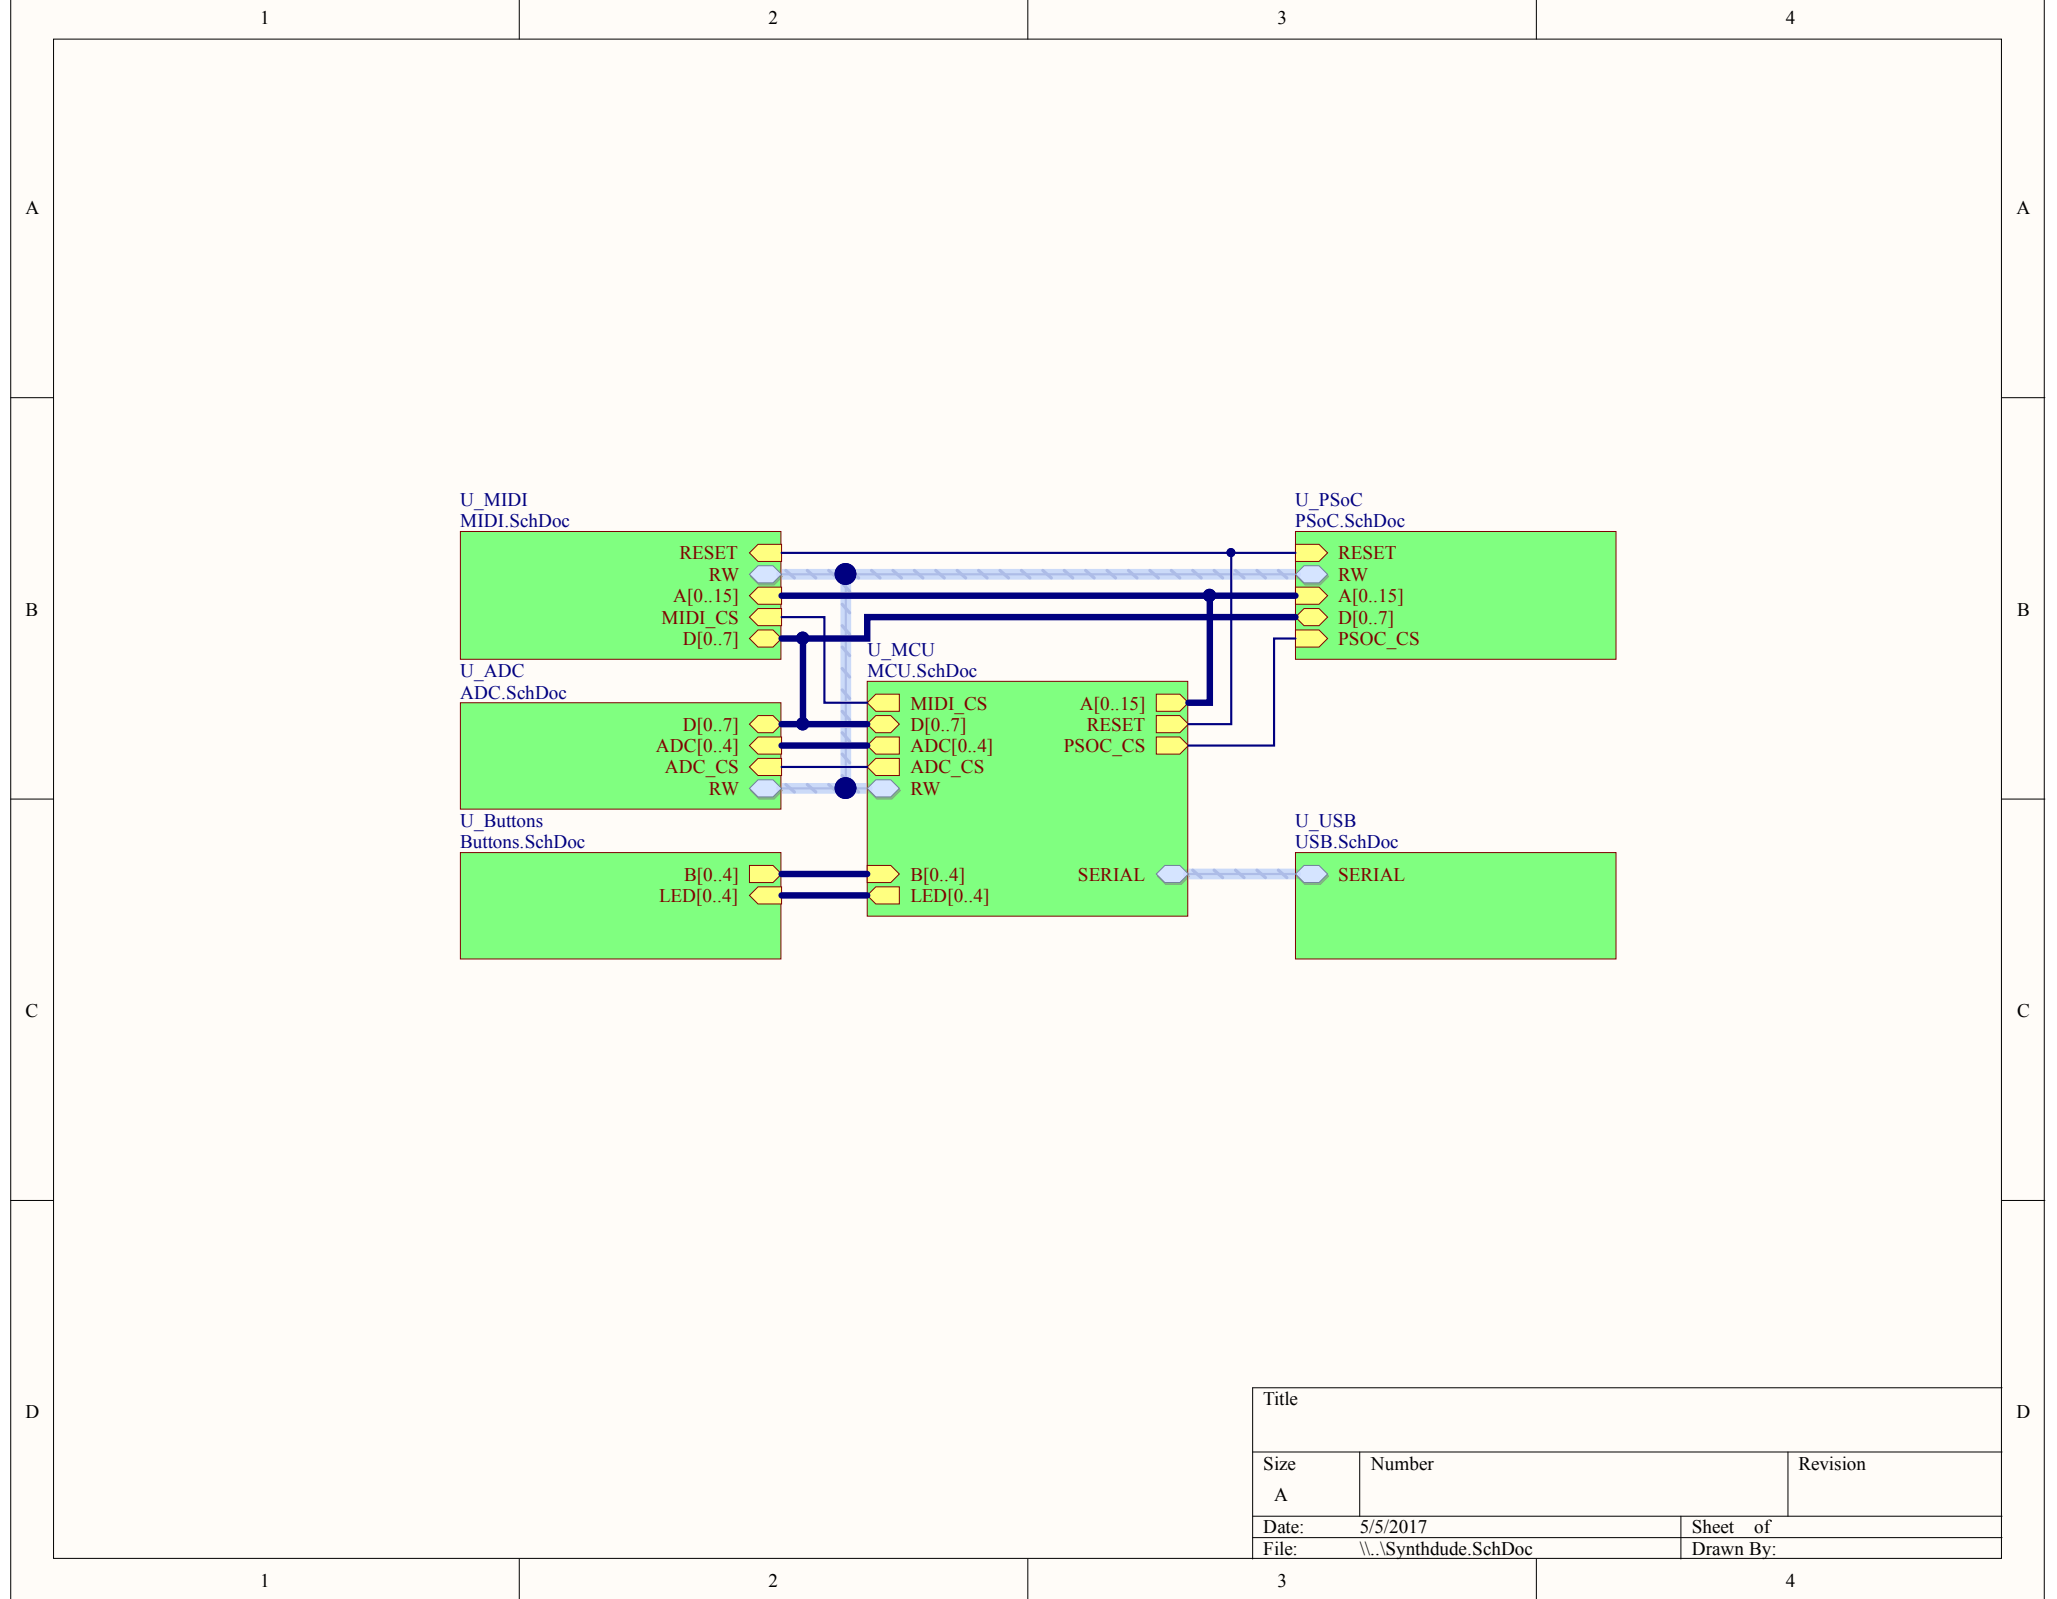 1 2 3 4
A A
B B
C C
D D
U_MIDI
MIDI.SchDoc
RESET
RW
A[0..15]
MIDI_CS
D[0..7]
U_PSoC
PSoC.SchDoc
RESET
RW
A[0..15]
D[0..7]
PSOC_CS
U_ADC
ADC.SchDoc
D[0..7]
ADC[0..4]
ADC_CS
RW
U_MCU
MCU.SchDoc
MIDI_CS
D[0..7]
ADC[0..4]
ADC_CS
RW
B[0..4]
LED[0..4]
A[0..15]
RESET
PSOC_CS
SERIAL
U_Buttons
Buttons.SchDoc
B[0..4]
LED[0..4]
U_USB
USB.SchDoc
SERIAL
Title
Size Number Revision
A
Date: 5/5/2017 Sheet of
File: \\..\Synthdude.SchDoc Drawn By:
1 2 3 4